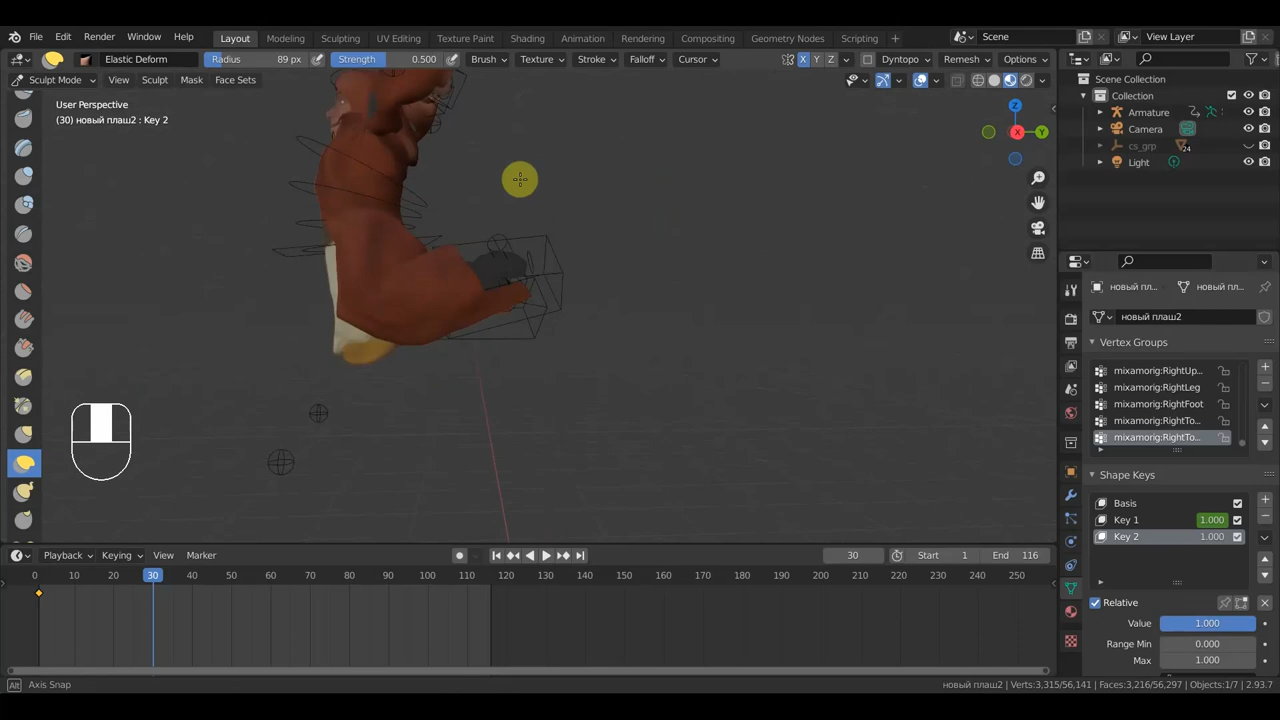 File Edit Render Window Help Layout Modeling Sculpting UV Editing Texture Paint Shading Animation Rendering Compositing Geometry Nodes Scripting Scene View Layer
Elastic Deform Radius 89 px Strength 0.500 Brush Texture Stroke Falloff Cursor X Y Z Dyntopo Remesh Options
Sculpt Mode View Sculpt Mask Face Sets
Scene Collection
Collection
Armature
Camera
cs_grp 24
Light
User Perspective
(30) новый плаш2 : Key 2
Z
X
Y
новый пл... новый пл...
новый плаш2
Vertex Groups
mixamorig:RightUp...
mixamorig:RightLeg
mixamorig:RightFoot
mixamorig:RightTo...
mixamorig:RightTo...
Shape Keys
Basis
Key 1 1.000
Key 2 1.000
Relative
Value 1.000
Range Min 0.000
Max 1.000
Playback Keying View Marker 30 Start 1 End 116
0 10 20 30 40 50 60 70 80 90 100 110 120 130 140 150 160 170 180 190 200 210 220 230 240 250
Alt Axis Snap новый плаш2 | Verts:3,315/56,141 | Faces:3,216/56,297 | Objects:1/7 | 2.93.7